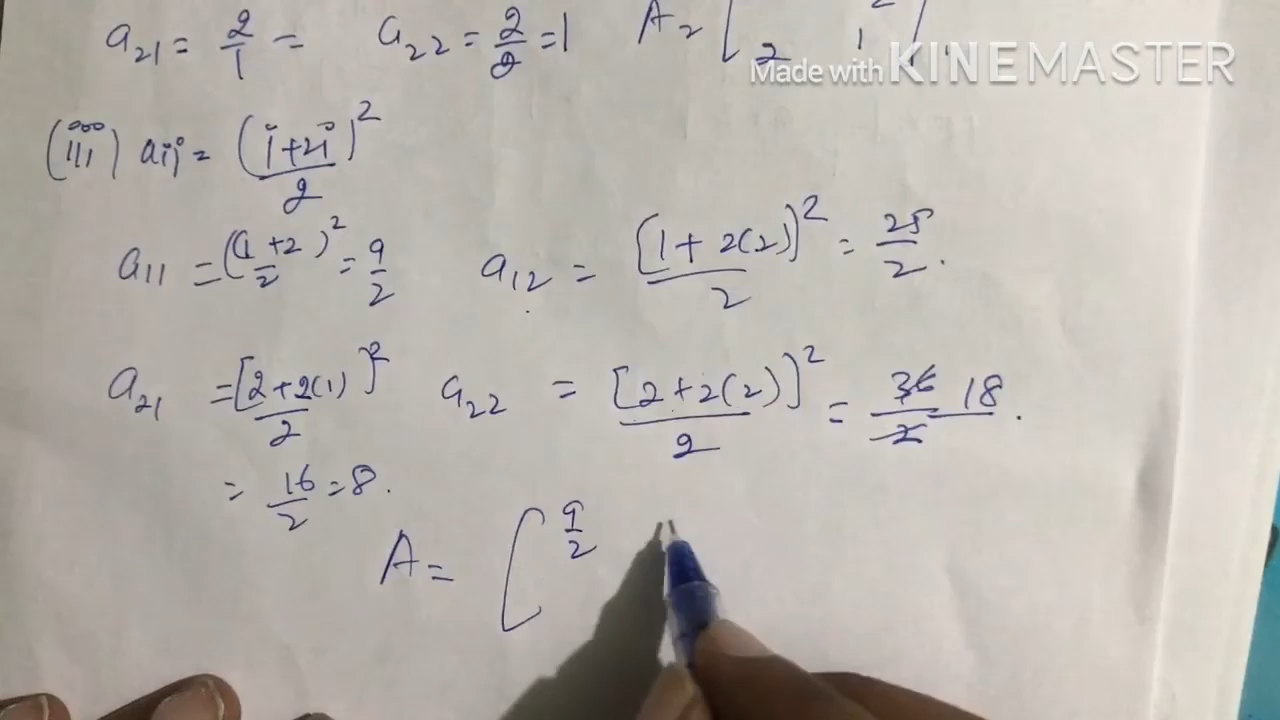 a21 = 2/1 = a22 = 2/2 = 1 A = [ 2 2 1
Made with KINEMASTER
(iii) aij = (i+2j)^2/2
a11 = (1+2)^2/2 = 9/2 a12 = [1+2(2)]^2/2 = 25/2.
a21 = [2+2(1)]^2/2 a22 = [2+2(2)]^2/2 = 36/2 18.
= 16/2 = 8.
A = [ 9/2